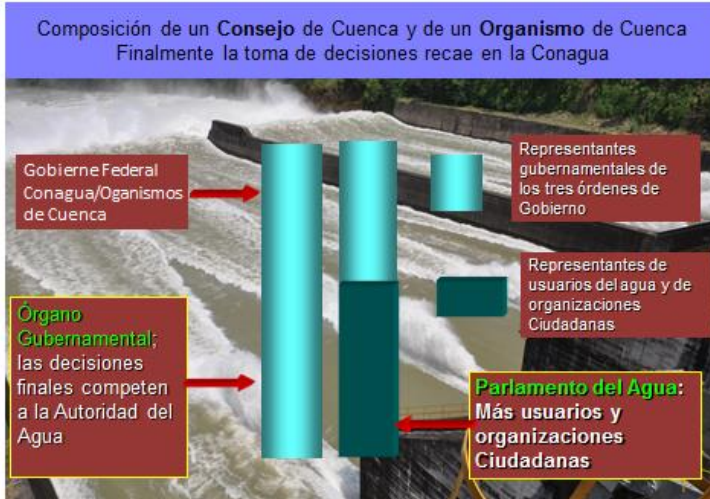 Composición de un Consejo de Cuenca y de un Organismo de Cuenca
Finalmente la toma de decisiones recae en la Conagua
Gobierne Federal
Conagua/Oganismos
de Cuenca
Representantes
gubernamentales de
los tres órdenes de
Gobierno
Representantes de
usuarios del agua y de
organizaciones
Ciudadanas
Órgano
Gubernamental;
las decisiones
finales competen
a la Autoridad del
Agua
Parlamento del Agua:
Más usuarios y
organizaciones
Ciudadanas